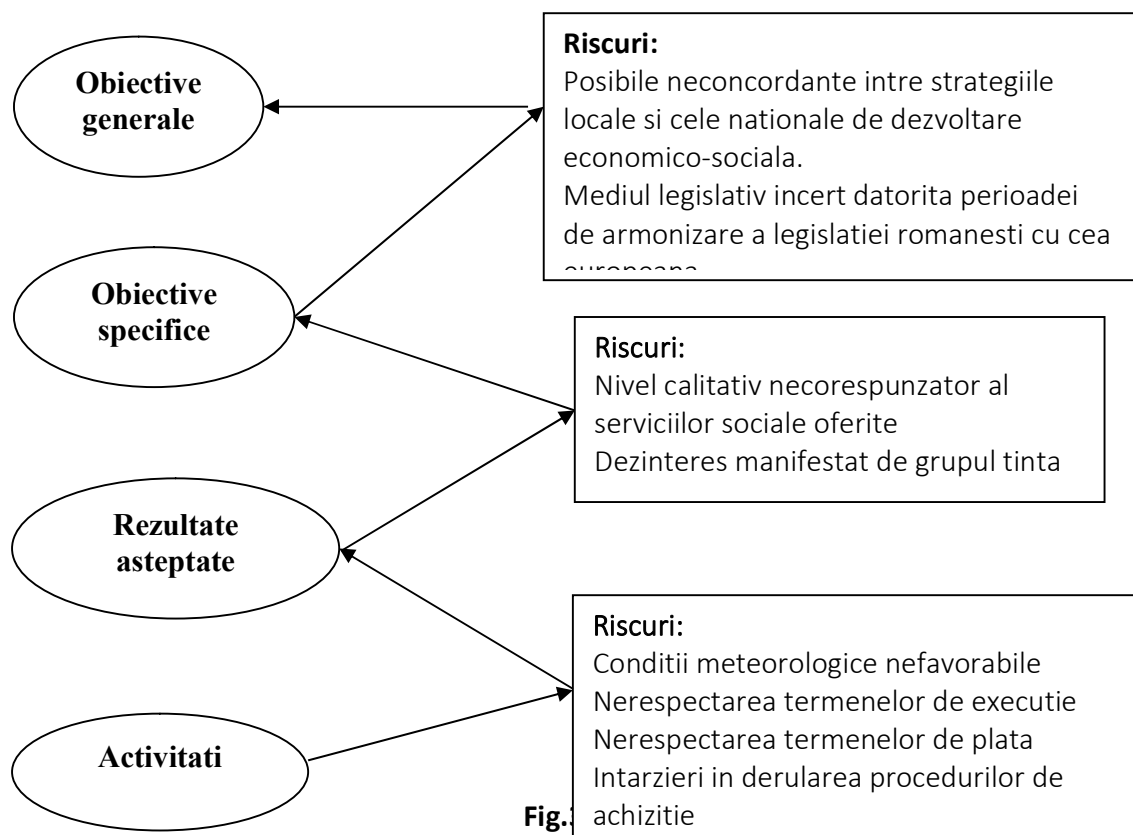 Obiective
generale
Riscuri:
Posibile neconcordante intre strategiile
locale si cele nationale de dezvoltare
economico-sociala.
Mediul legislativ incert datorita perioadei
de armonizare a legislatiei romanesti cu cea
europeana
Obiective
specifice
Riscuri:
Nivel calitativ necorespunzator al
serviciilor sociale oferite
Dezinteres manifestat de grupul tinta
Rezultate
asteptate
Riscuri:
Conditii meteorologice nefavorabile
Nerespectarea termenelor de executie
Nerespectarea termenelor de plata
Intarzieri in derularea procedurilor de
achizitie
Activitati
Fig.